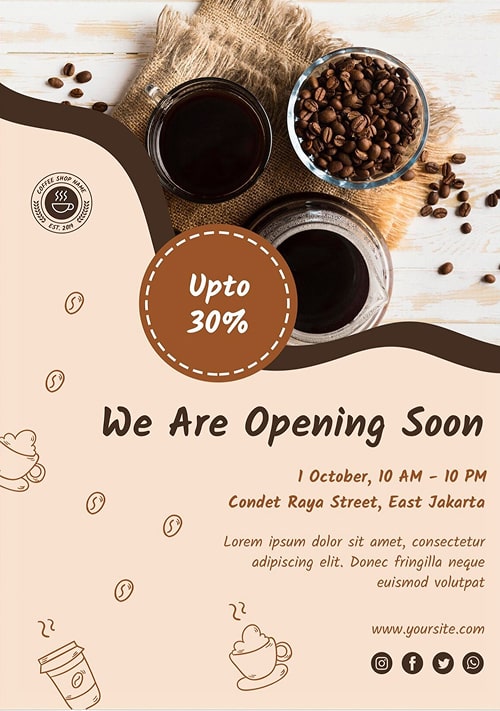 COFFEE SHOP NAME
EST. 2019
Upto
30%
We Are Opening Soon
1 October, 10 AM - 10 PM
Condet Raya Street, East Jakarta
Lorem ipsum dolor sit amet, consectetur
adipiscing elit. Donec fringilla neque
euismod volutpat
www.yoursite.com